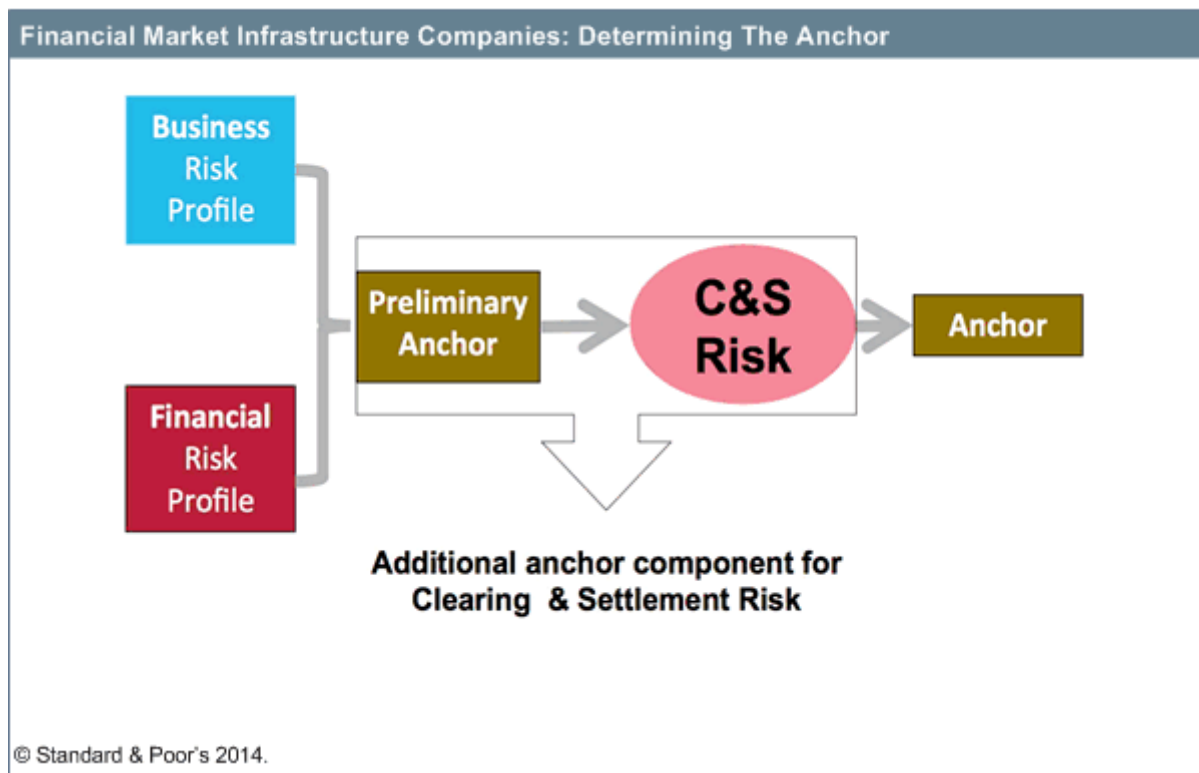 Financial Market Infrastructure Companies: Determining The Anchor
Business
Risk
Profile
Financial
Risk
Profile
Preliminary
Anchor
C&S
Risk
Anchor
Additional anchor component for
Clearing & Settlement Risk
© Standard & Poor's 2014.